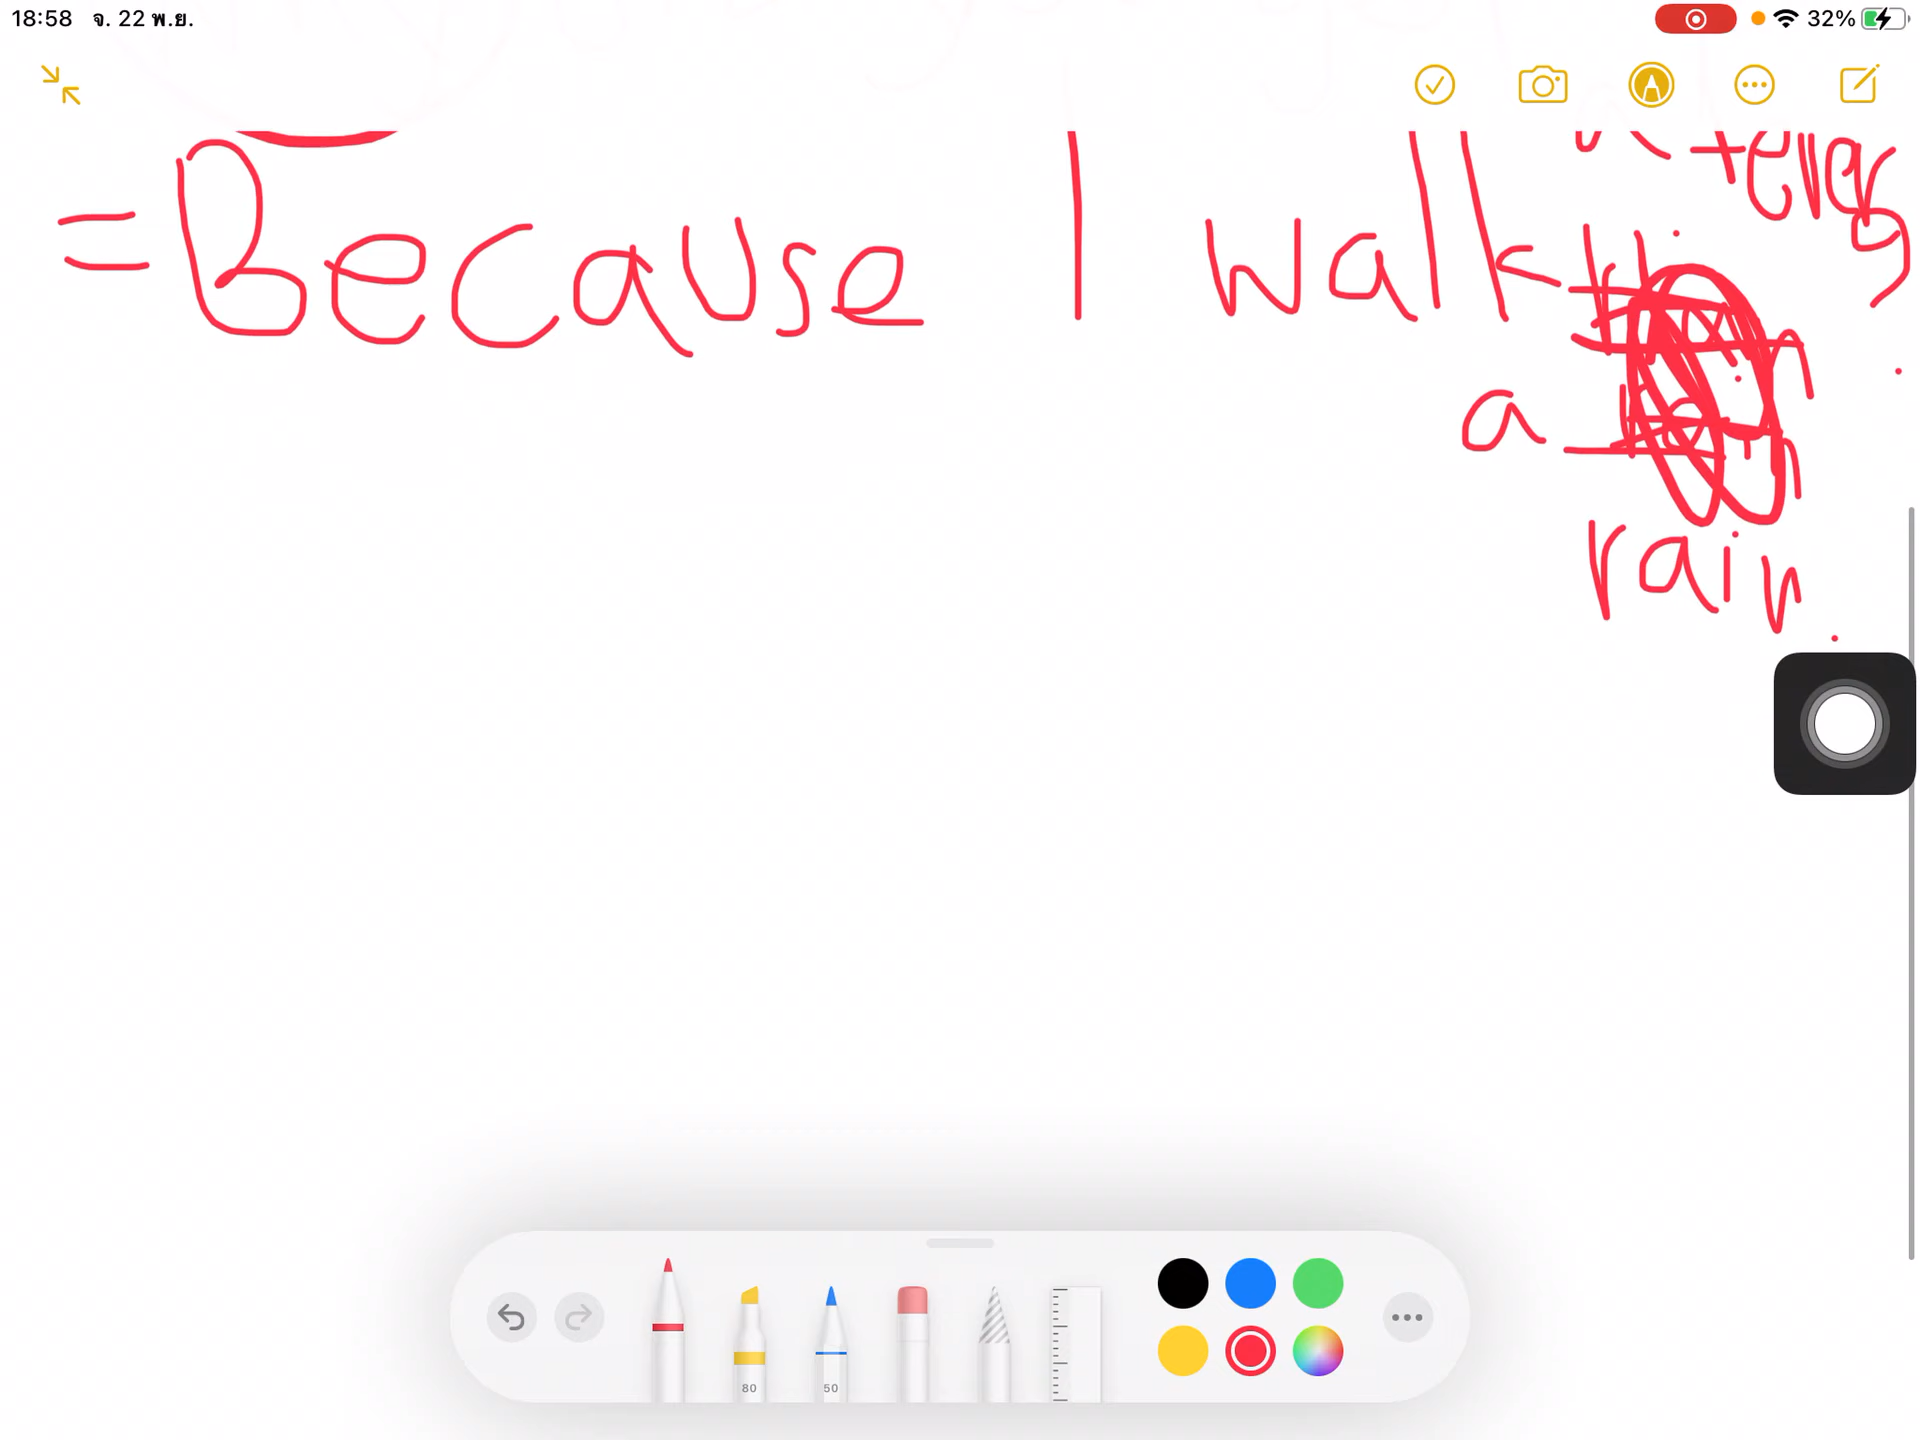 18:58 จ. 22 พ.ย. 32%
=Because I walk
a
rain.
80 50